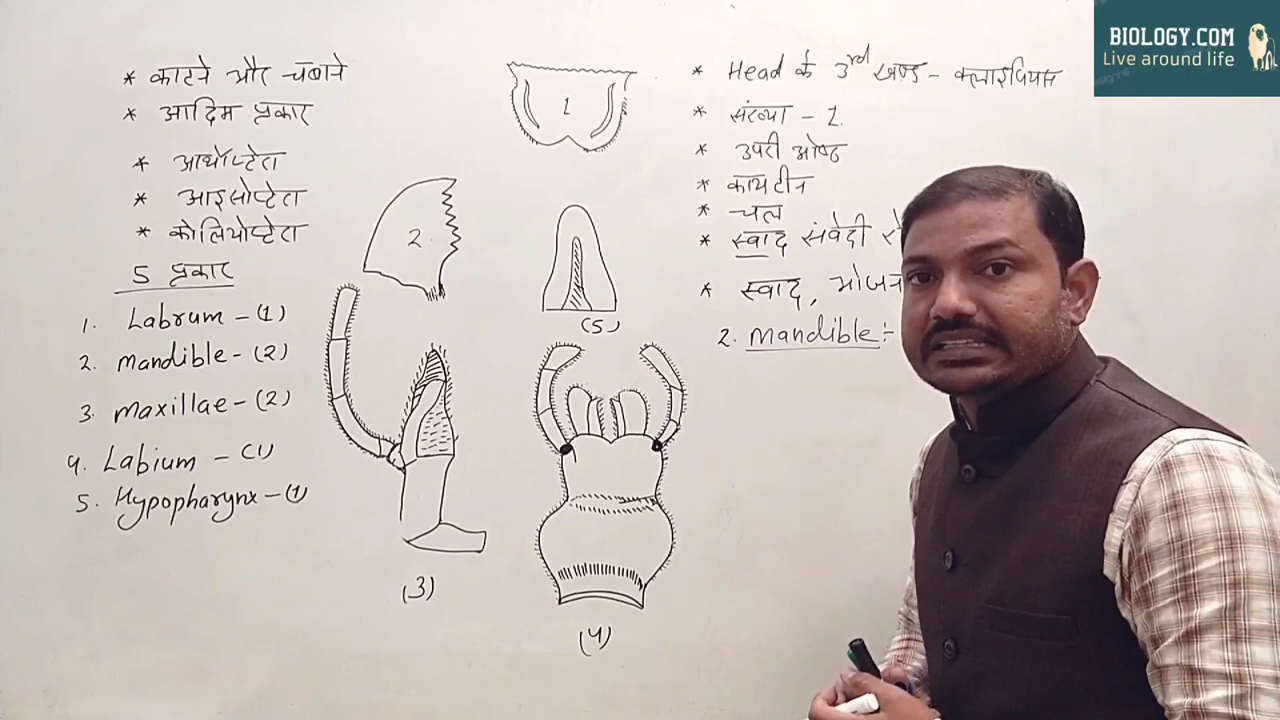 * काटने और चबाने
* आदिम प्रकार
* आर्थोप्टेरा
* आइसोप्टेरा
* कोलियोप्टेरा
5 प्रकार
1. Labrum - (1)
2. mandible - (2)
3. maxillae - (2)
4. Labium - (1)
5. Hypopharynx - (1)
1
2
(5)
(3)
(4)
* Head के 3rd खण्ड - क्लाइपियस
* संख्या - 1.
* उपरी ओष्ठ
* कायटीन
* चल
* स्वाद संवेदी
* स्वाद, भोजन
2. mandible :-
BIOLOGY.COM
Live around life